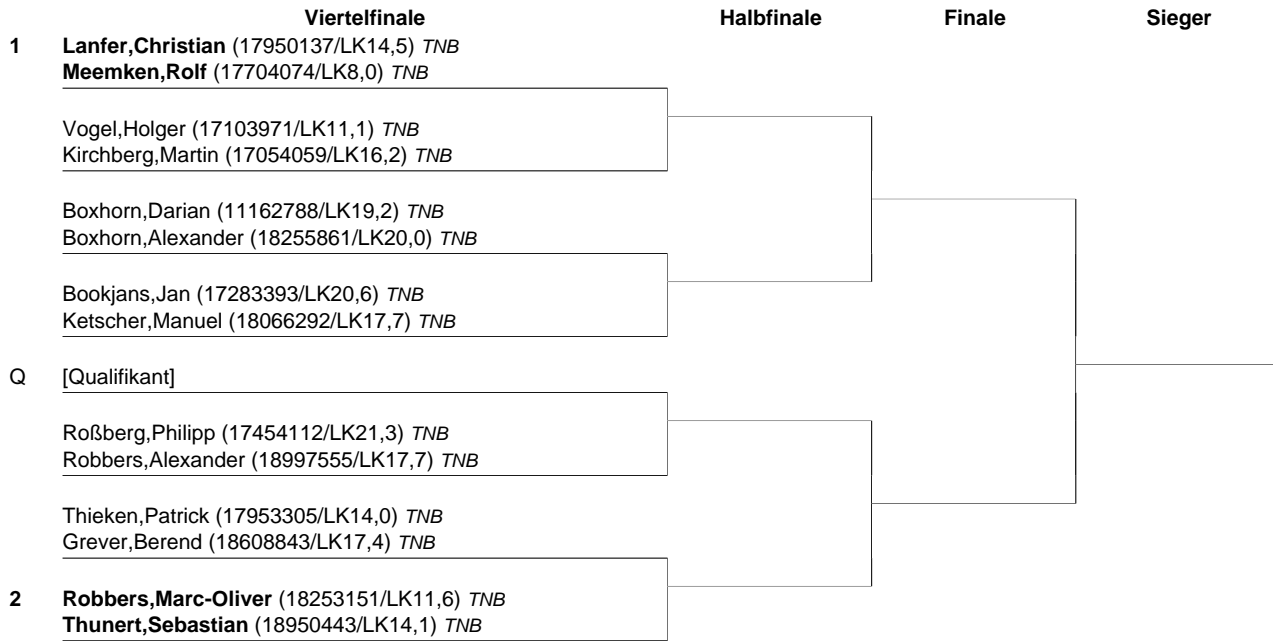 Viertelfinale Halbfinale Finale Sieger
1 Lanfer,Christian (17950137/LK14,5) TNB
Meemken,Rolf (17704074/LK8,0) TNB
Vogel,Holger (17103971/LK11,1) TNB
Kirchberg,Martin (17054059/LK16,2) TNB
Boxhorn,Darian (11162788/LK19,2) TNB
Boxhorn,Alexander (18255861/LK20,0) TNB
Bookjans,Jan (17283393/LK20,6) TNB
Ketscher,Manuel (18066292/LK17,7) TNB
Q [Qualifikant]
Roßberg,Philipp (17454112/LK21,3) TNB
Robbers,Alexander (18997555/LK17,7) TNB
Thieken,Patrick (17953305/LK14,0) TNB
Grever,Berend (18608843/LK17,4) TNB
2 Robbers,Marc-Oliver (18253151/LK11,6) TNB
Thunert,Sebastian (18950443/LK14,1) TNB